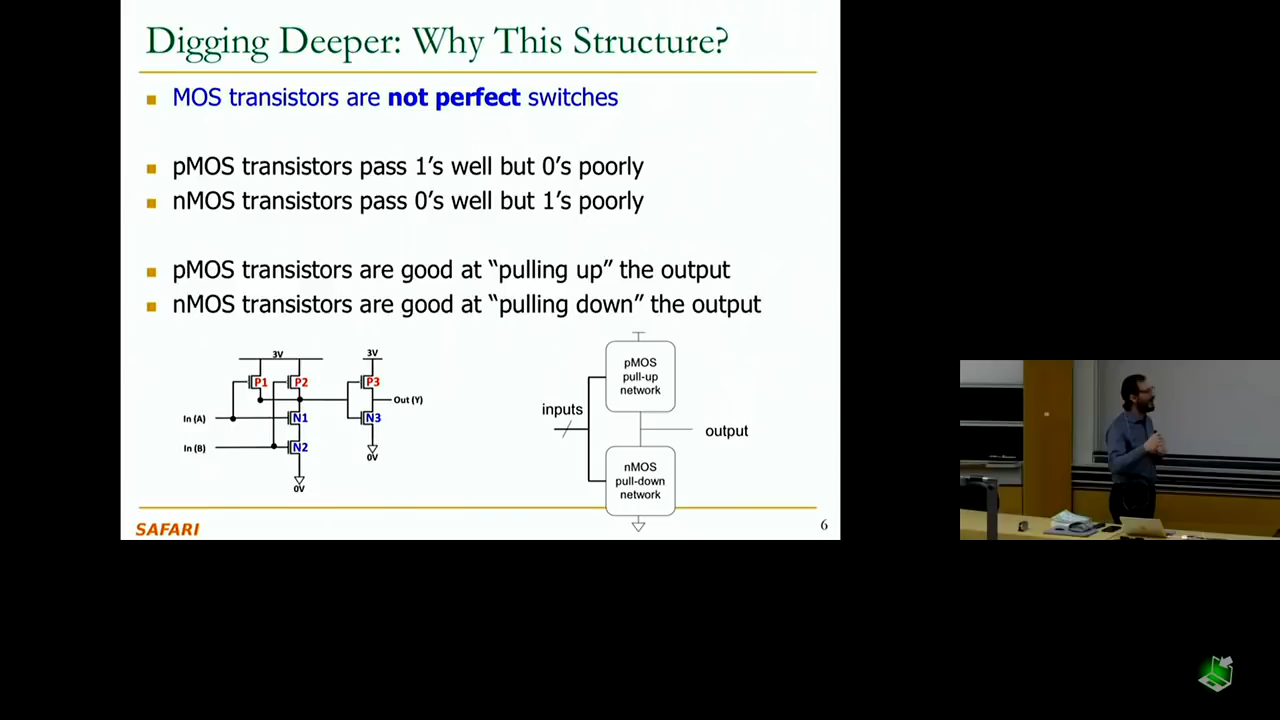 Digging Deeper: Why This Structure?
MOS transistors are not perfect switches
pMOS transistors pass 1's well but 0's poorly
nMOS transistors pass 0's well but 1's poorly
pMOS transistors are good at “pulling up” the output
nMOS transistors are good at “pulling down” the output
3V
3V
P1
P2
P3
Out (Y)
In (A)
N1
N3
In (B)
N2
0V
0V
pMOS
pull-up
network
inputs
output
nMOS
pull-down
network
SAFARI
6